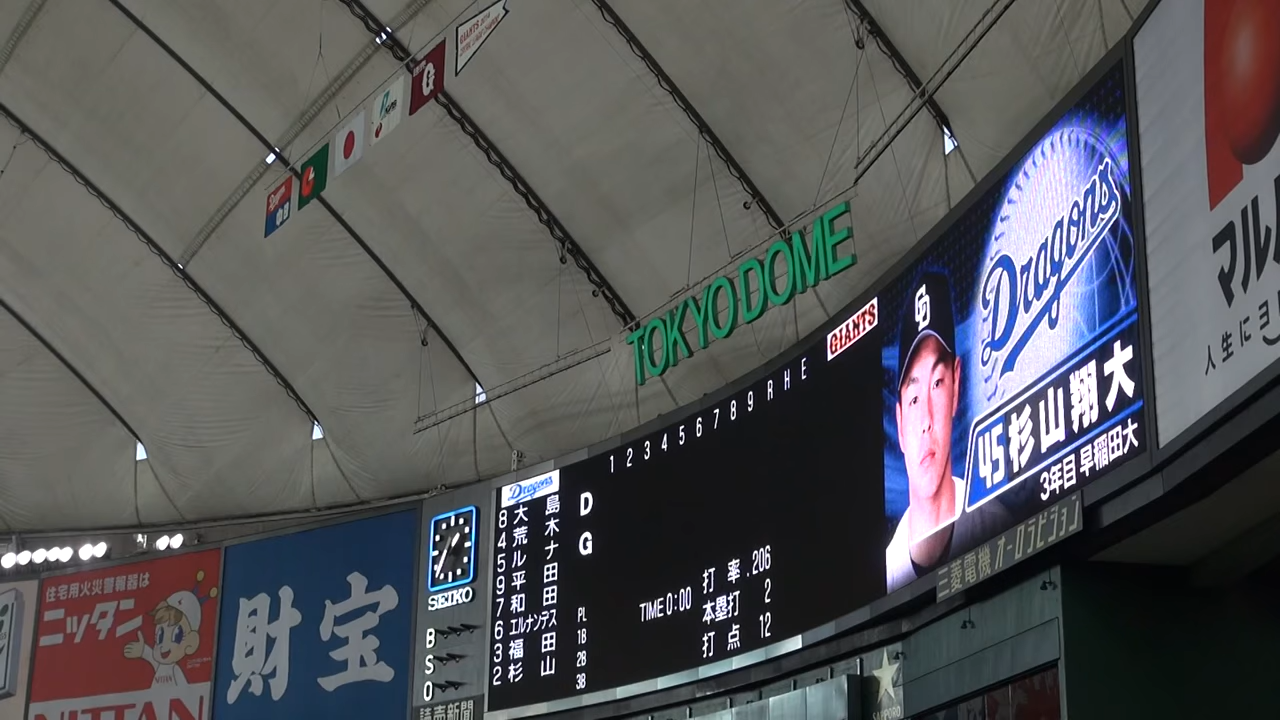 G
TOKYO DOME
GIANTS
Dragons
45 杉山翔大
3年目 早稲田大
三菱電機 オーロラビジョン
マル
人生に
Dragons
1 2 3 4 5 6 7 8 9 R H E
D
G
8 大島
4 荒木
5 ルナ
9 平田
7 和田
6 エルナンデス
3 福田
2 杉山
PL
1B
2B
3B
TIME 0:00
打率 .206
本塁打 2
打点 12
SEIKO
B
S
O
読売新聞
住宅用火災警報器は
ニッタン
NITTAN
財宝
SAPPORO